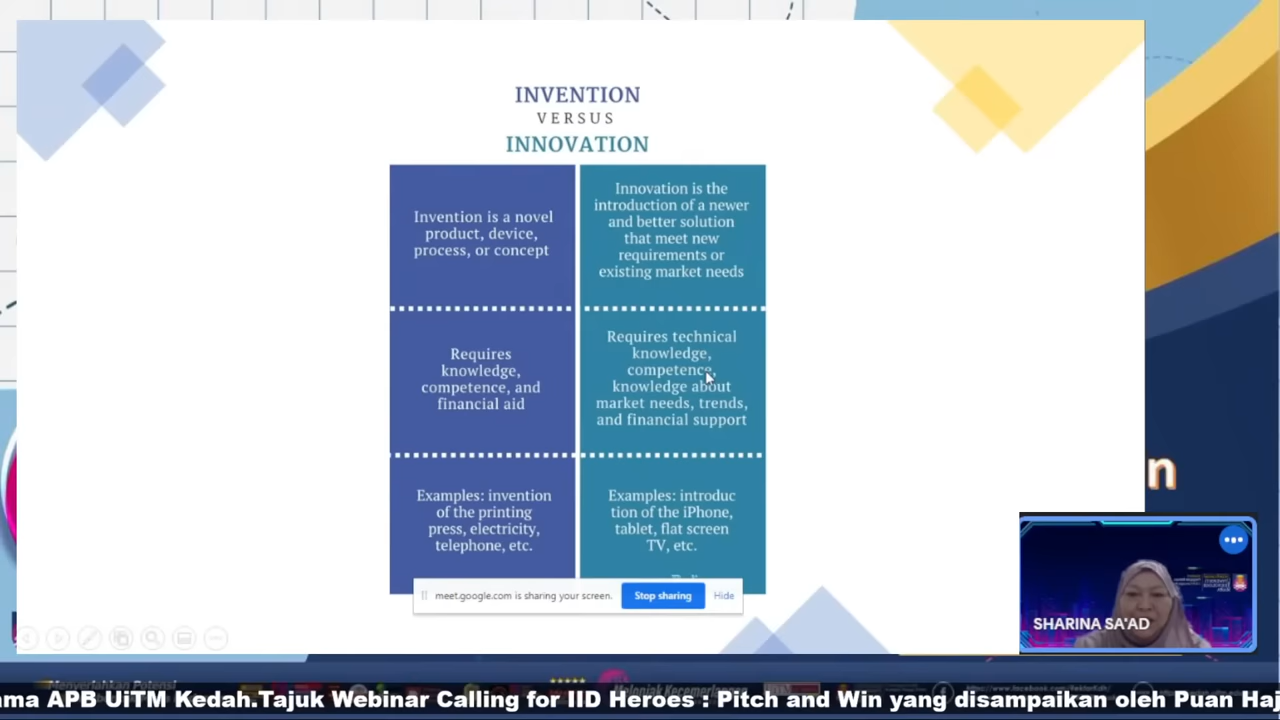 INVENTION
VERSUS
INNOVATION
Invention is a novel
product, device,
process, or concept
Innovation is the
introduction of a newer
and better solution
that meet new
requirements or
existing market needs
Requires
knowledge,
competence, and
financial aid
Requires technical
knowledge,
competence,
knowledge about
market needs, trends,
and financial support
Examples: invention
of the printing
press, electricity,
telephone, etc.
Examples: introduc
tion of the iPhone,
tablet, flat screen
TV, etc.
meet.google.com is sharing your screen.
Stop sharing
Hide
n
SHARINA SA'AD
Menyerlahkan Potensi
Melonjak Kecemerlangan
ama APB UiTM Kedah.Tajuk Webinar Calling for IID Heroes : Pitch and Win yang disampaikan oleh Puan Haj